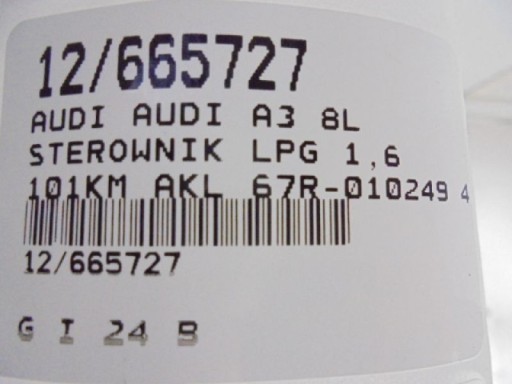 12/665727
AUDI AUDI A3 8L
STEROWNIK LPG 1,6
101KM AKL 67R-010249 4
12/665727
G I 24 B